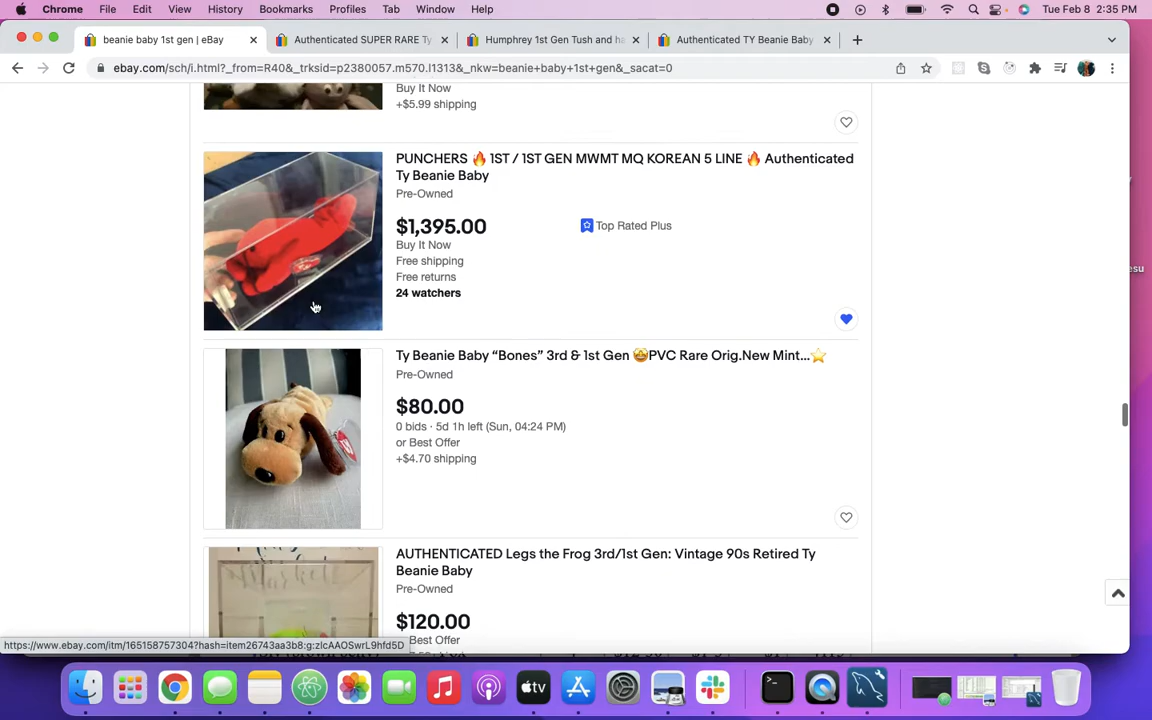 Chrome File Edit View History Bookmarks Profiles Tab Window Help Tue Feb 8 2:35 PM
beanie baby 1st gen | eBay Authenticated SUPER RARE Ty Humphrey 1st Gen Tush and ha Authenticated TY Beanie Baby
ebay.com/sch/i.html?_from=R40&_trksid=p2380057.m570.l1313&_nkw=beanie+baby+1st+gen&_sacat=0
Buy It Now
+$5.99 shipping
PUNCHERS 🔥 1ST / 1ST GEN MWMT MQ KOREAN 5 LINE 🔥 Authenticated
Ty Beanie Baby
Pre-Owned
$1,395.00
Top Rated Plus
Buy It Now
Free shipping
Free returns
24 watchers
Ty Beanie Baby “Bones” 3rd & 1st Gen 🤩PVC Rare Orig.New Mint...⭐
Pre-Owned
$80.00
0 bids · 5d 1h left (Sun, 04:24 PM)
or Best Offer
+$4.70 shipping
AUTHENTICATED Legs the Frog 3rd/1st Gen: Vintage 90s Retired Ty
Beanie Baby
Pre-Owned
$120.00
Best Offer
https://www.ebay.com/itm/165158757304?hash=item26743aa3b8:g:zlcAAOSwrL9hfd5D
esu
tv